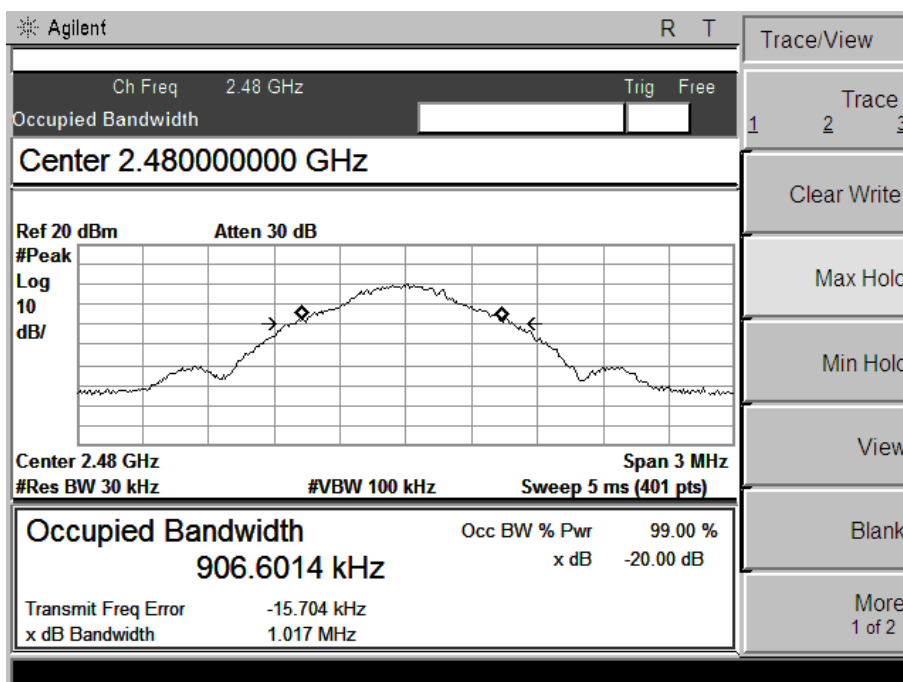 Agilent R T
Ch Freq 2.48 GHz Trig Free
Occupied Bandwidth
Center 2.480000000 GHz
Ref 20 dBm Atten 30 dB
#Peak
Log
10
dB/
Center 2.48 GHz Span 3 MHz
#Res BW 30 kHz #VBW 100 kHz Sweep 5 ms (401 pts)
Occupied Bandwidth Occ BW % Pwr 99.00 %
906.6014 kHz x dB -20.00 dB
Transmit Freq Error -15.704 kHz
x dB Bandwidth 1.017 MHz
Trace/View
Trace
1 2 3
Clear Write
Max Hold
Min Hold
View
Blank
More
1 of 2